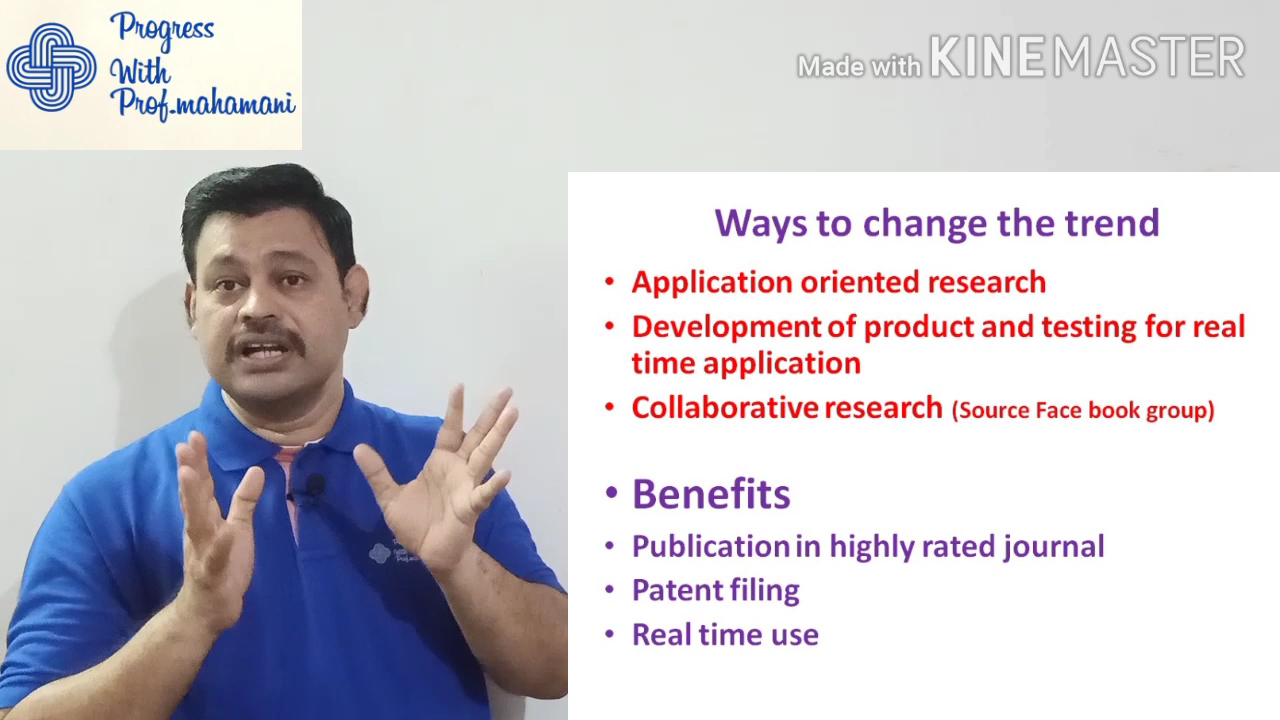 Progress
With
Prof.mahamani
Made with KINEMASTER
Ways to change the trend
• Application oriented research
• Development of product and testing for real
time application
• Collaborative research (Source Face book group)
• Benefits
• Publication in highly rated journal
• Patent filing
• Real time use